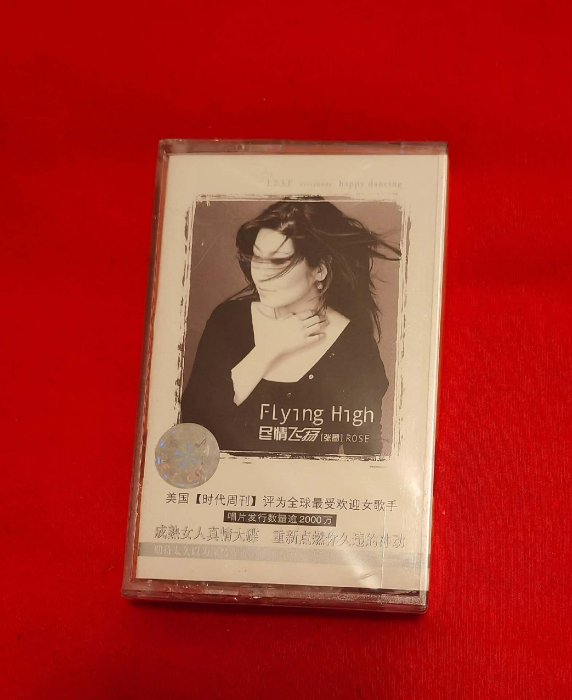 happy dancing
Flying High
尽情飞扬[张蔷]ROSE
美国【时代周刊】评为全球最受欢迎女歌手
唱片发行数量逾2000万
成熟女人真情大碟 重新点燃你久违的冲动